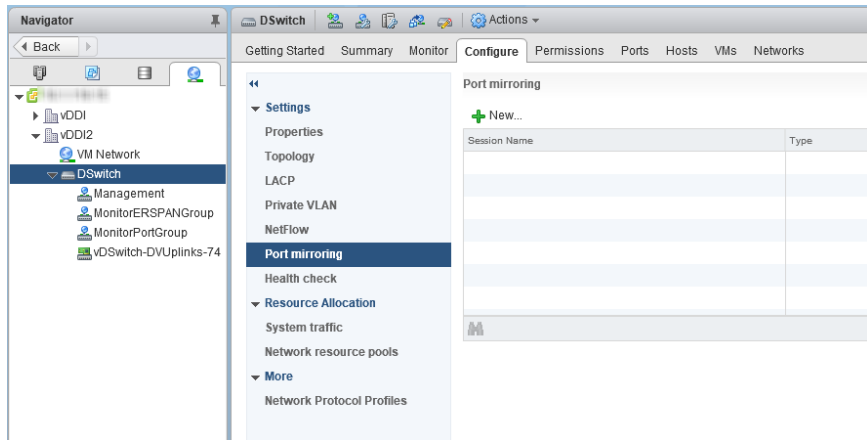 Navigator
Back
vDDI
vDDI2
VM Network
DSwitch
Management
MonitorERSPANGroup
MonitorPortGroup
vDSwitch-DVUplinks-74
DSwitch Actions
Getting Started Summary Monitor Configure Permissions Ports Hosts VMs Networks
Settings
Properties
Topology
LACP
Private VLAN
NetFlow
Port mirroring
Health check
Resource Allocation
System traffic
Network resource pools
More
Network Protocol Profiles
Port mirroring
New...
Session Name Type